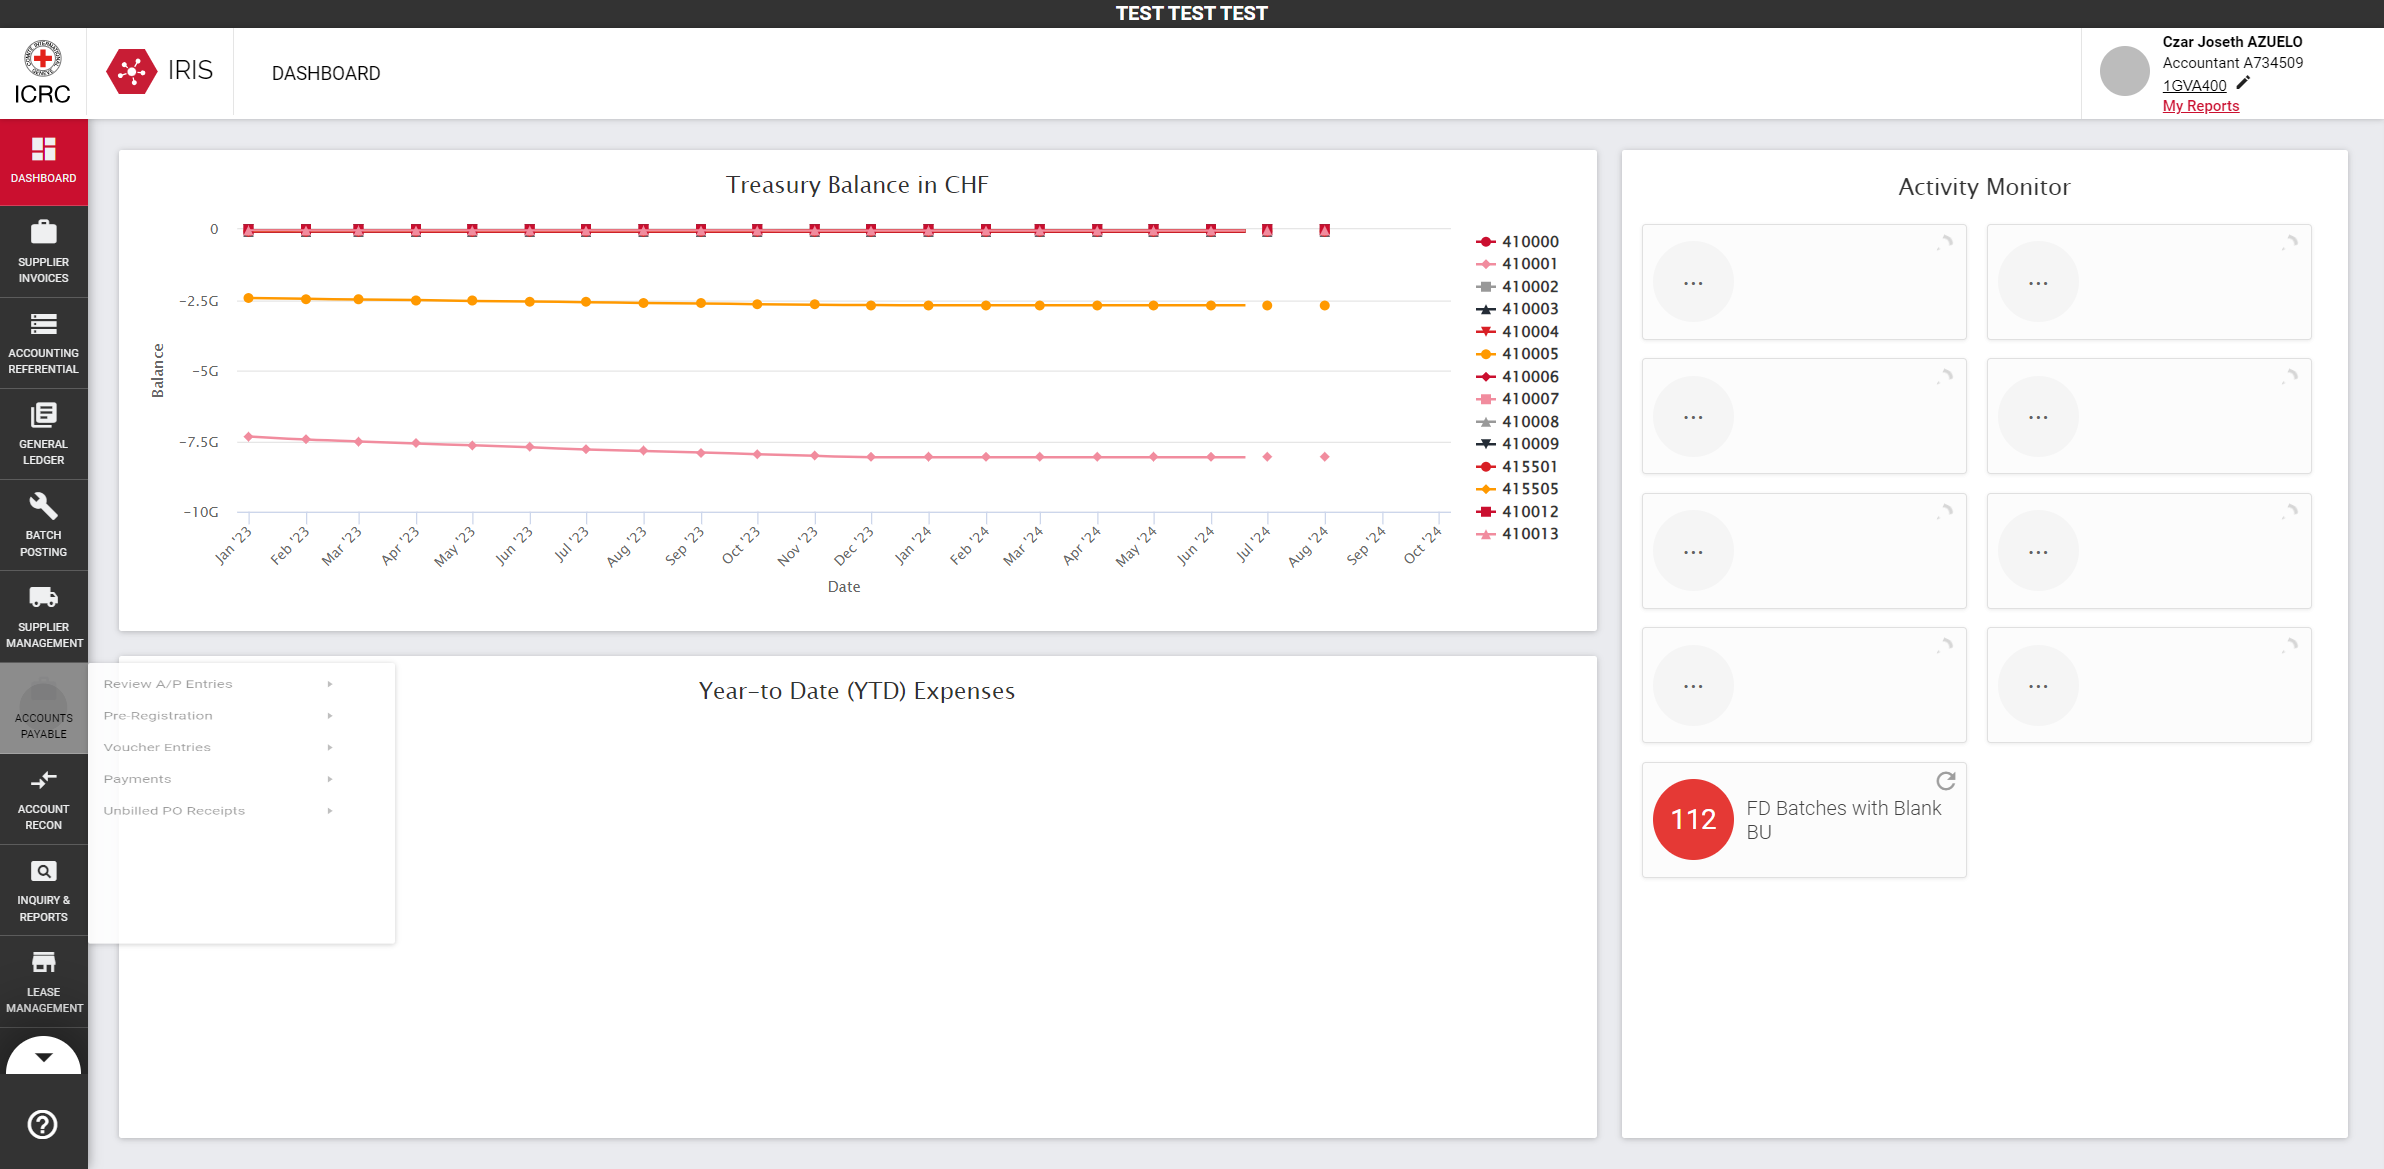 TEST TEST TEST
ICRC
IRIS
DASHBOARD
Czar Joseth AZUELO
Accountant A734509
1GVA400
My Reports
DASHBOARD
SUPPLIER
INVOICES
ACCOUNTING
REFERENTIAL
GENERAL
LEDGER
BATCH
POSTING
SUPPLIER
MANAGEMENT
ACCOUNTS
PAYABLE
ACCOUNT
RECON
INQUIRY &
REPORTS
LEASE
MANAGEMENT
Review A/P Entries
Pre-Registration
Voucher Entries
Payments
Unbilled PO Receipts
Treasury Balance in CHF
Balance
0
−2.5G
−5G
−7.5G
−10G
Jan '23
Feb '23
Mar '23
Apr '23
May '23
Jun '23
Jul '23
Aug '23
Sep '23
Oct '23
Nov '23
Dec '23
Jan '24
Feb '24
Mar '24
Apr '24
May '24
Jun '24
Jul '24
Aug '24
Sep '24
Oct '24
Date
410000
410001
410002
410003
410004
410005
410006
410007
410008
410009
415501
415505
410012
410013
Year-to Date (YTD) Expenses
Activity Monitor
...
...
...
...
...
...
...
...
112
FD Batches with Blank
BU